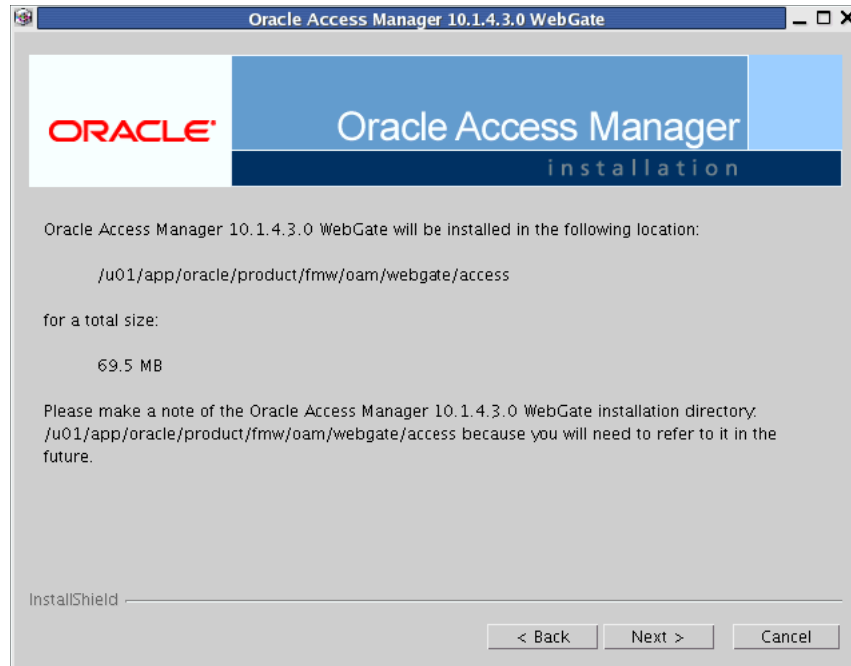 Oracle Access Manager 10.1.4.3.0 WebGate
ORACLE
Oracle Access Manager
installation
Oracle Access Manager 10.1.4.3.0 WebGate will be installed in the following location:
/u01/app/oracle/product/fmw/oam/webgate/access
for a total size:
69.5 MB
Please make a note of the Oracle Access Manager 10.1.4.3.0 WebGate installation directory:
/u01/app/oracle/product/fmw/oam/webgate/access because you will need to refer to it in the
future.
InstallShield
< Back Next > Cancel